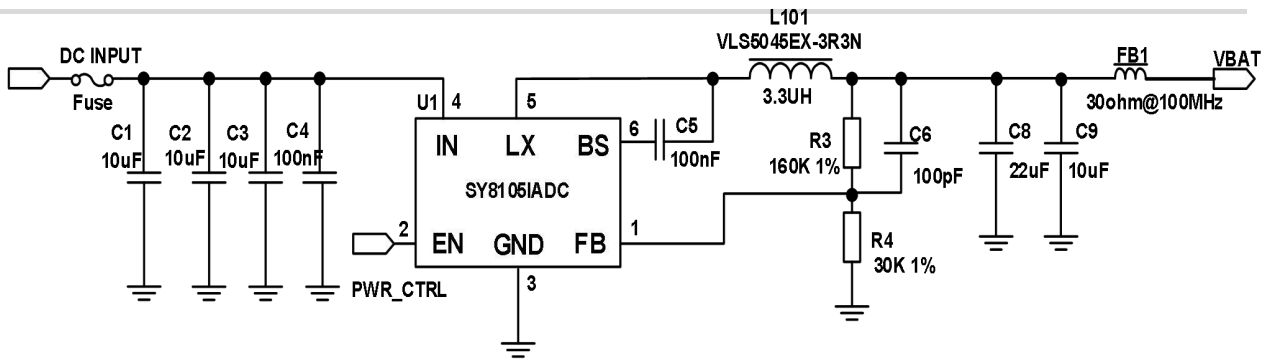 L101
VLS5045EX-3R3N
3.3UH
DC INPUT
Fuse
FB1
VBAT
30ohm@100MHz
C1
10uF
C2
10uF
C3
10uF
C4
100nF
U1
4
5
6
C5
100nF
IN
LX
BS
SY8105IADC
R3
160K 1%
C6
100pF
C8
22uF
C9
10uF
2
EN
GND
FB
1
PWR_CTRL
3
R4
30K 1%